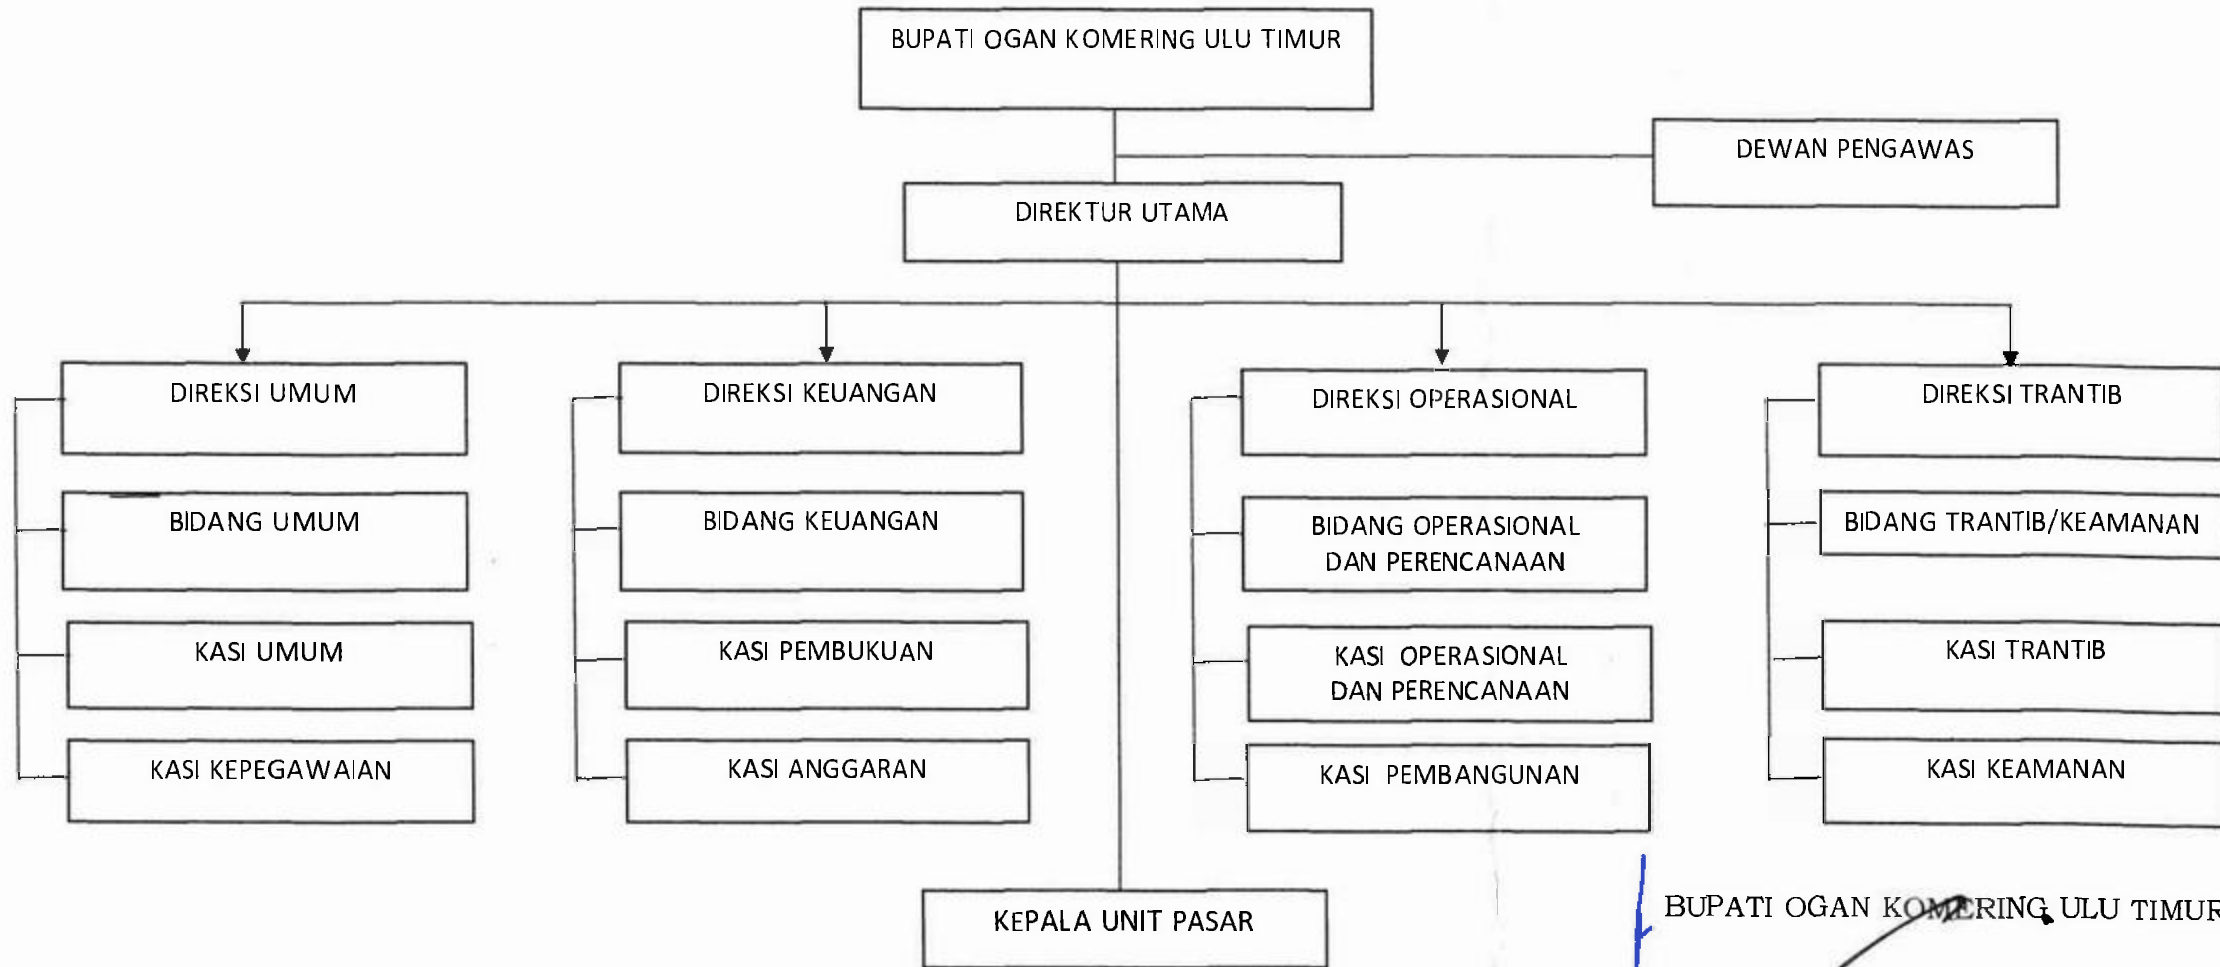 BUPATI OGAN KOMERING ULU TIMUR
DEWAN PENGAWAS
DIREKTUR UTAMA
DIREKSI UMUM
BIDANG UMUM
KASI UMUM
KASI KEPEGAWAIAN
DIREKSI KEUANGAN
BIDANG KEUANGAN
KASI PEMBUKUAN
KASI ANGGARAN
DIREKSI OPERASIONAL
BIDANG OPERASIONAL
DAN PERENCANAAN
KASI OPERASIONAL
DAN PERENCANAAN
KASI PEMBANGUNAN
DIREKSI TRANTIB
BIDANG TRANTIB/KEAMANAN
KASI TRANTIB
KASI KEAMANAN
KEPALA UNIT PASAR
BUPATI OGAN KOMERING ULU TIMUR